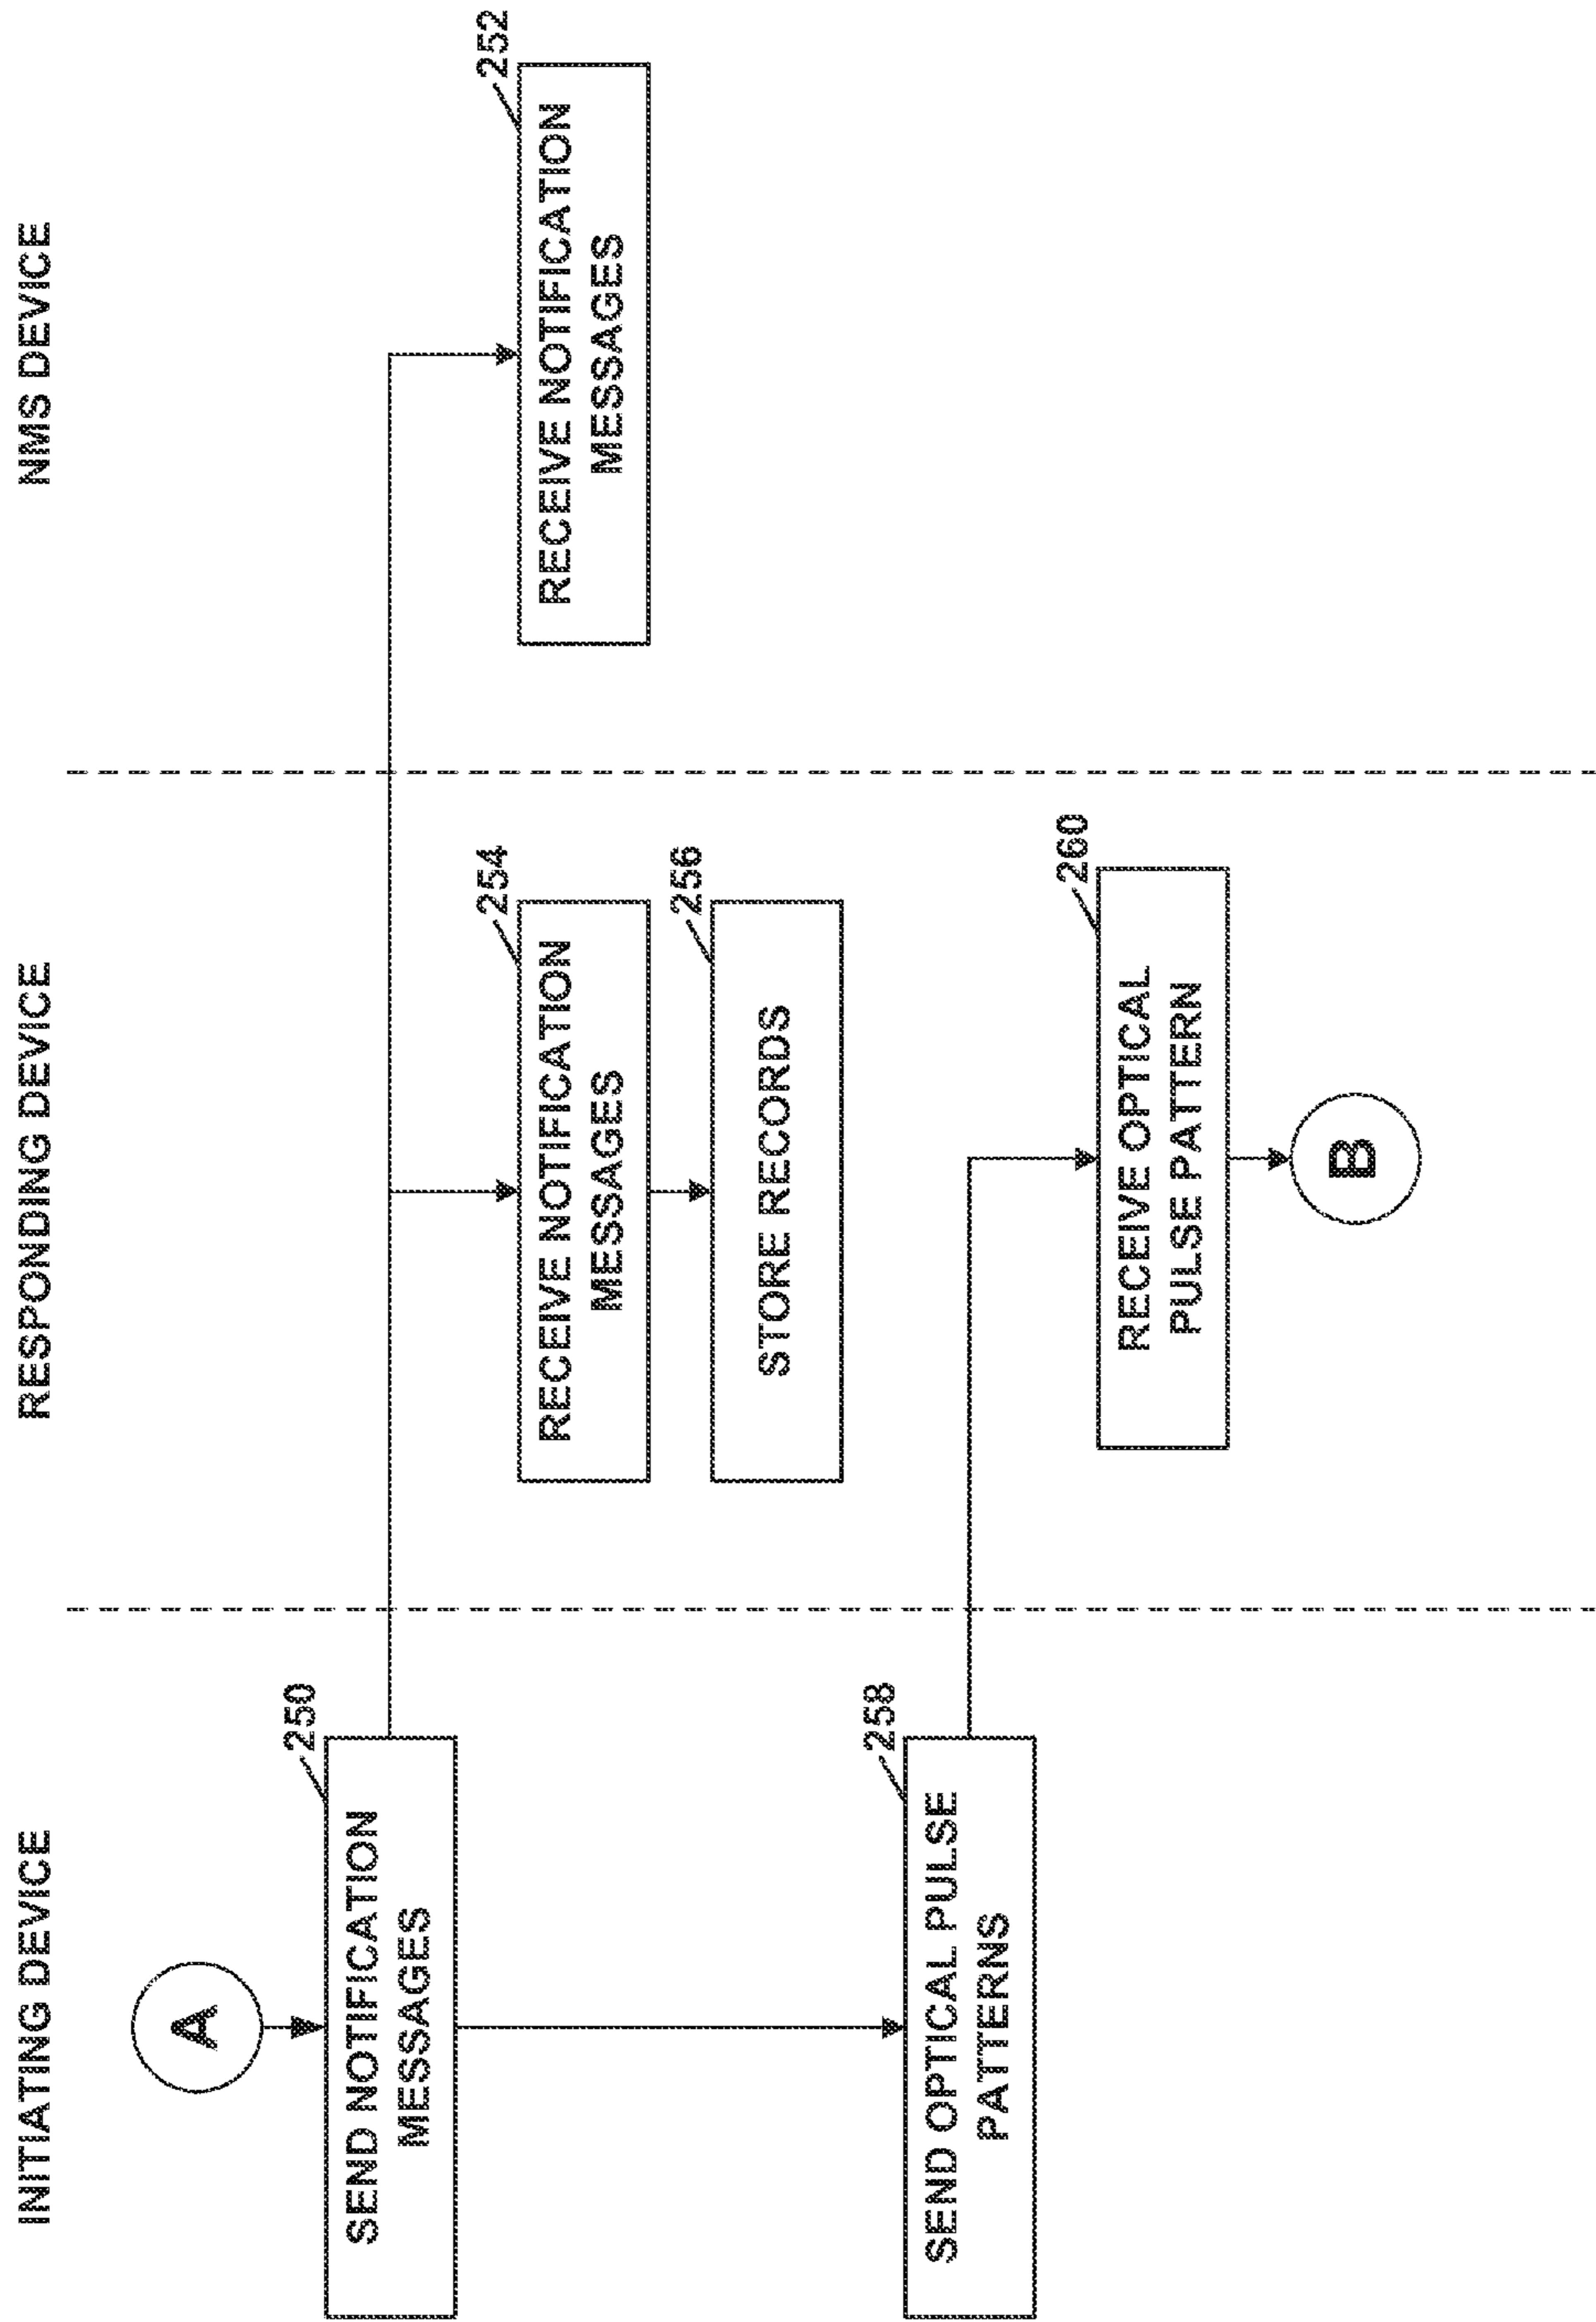 INITIATING DEVICE
RESPONDING DEVICE
NMS DEVICE
A
250
SEND NOTIFICATION
MESSAGES
254
RECEIVE NOTIFICATION
MESSAGES
252
RECEIVE NOTIFICATION
MESSAGES
256
STORE RECORDS
258
SEND OPTICAL PULSE
PATTERNS
260
RECEIVE OPTICAL
PULSE PATTERN
B